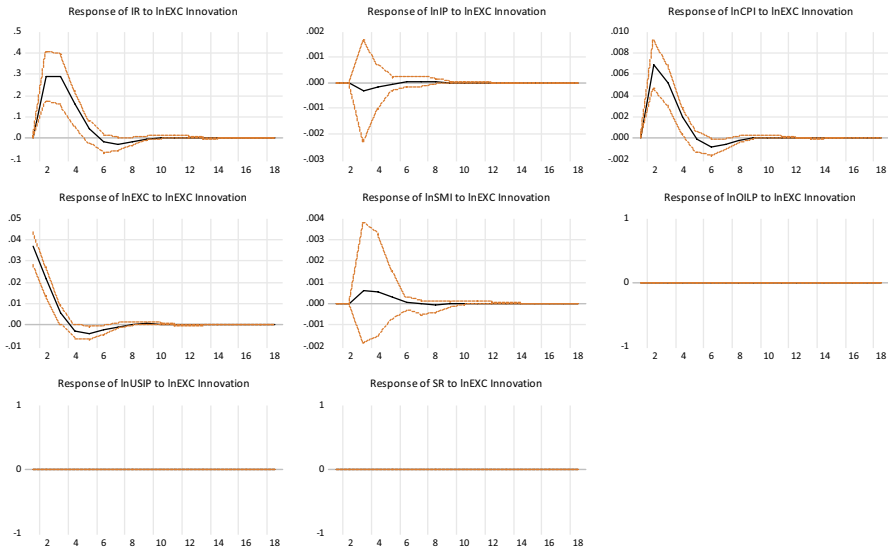 Response of IR to lnEXC Innovation
.5
.4
.3
.2
.1
.0
-.1
2 4 6 8 10 12 14 16 18
Response of lnIP to lnEXC Innovation
.002
.001
.000
-.001
-.002
-.003
2 4 6 8 10 12 14 16 18
Response of lnCPI to lnEXC Innovation
.010
.008
.006
.004
.002
.000
-.002
2 4 6 8 10 12 14 16 18
Response of lnEXC to lnEXC Innovation
.05
.04
.03
.02
.01
.00
-.01
2 4 6 8 10 12 14 16 18
Response of lnSMI to lnEXC Innovation
.004
.003
.002
.001
.000
-.001
-.002
2 4 6 8 10 12 14 16 18
Response of lnOILP to lnEXC Innovation
1
0
-1
2 4 6 8 10 12 14 16 18
Response of lnUSIP to lnEXC Innovation
1
0
-1
2 4 6 8 10 12 14 16 18
Response of SR to lnEXC Innovation
1
0
-1
2 4 6 8 10 12 14 16 18